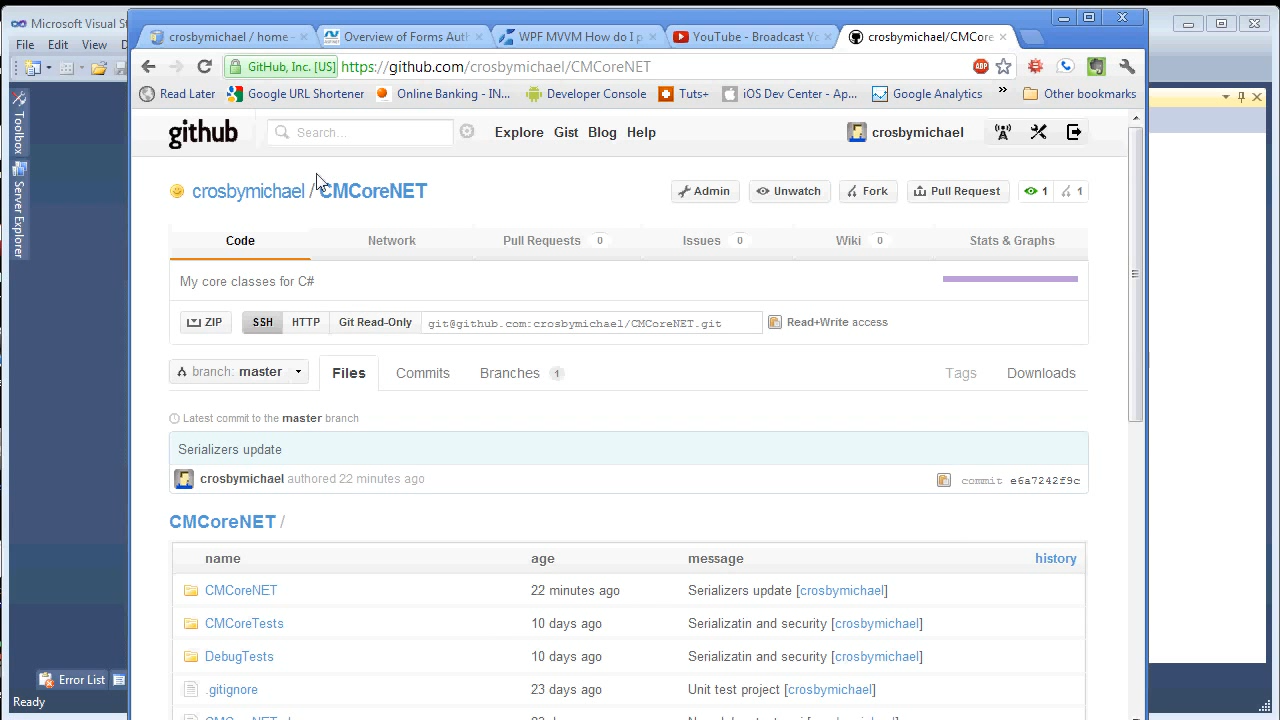 Microsoft Visual St
File Edit View
Toolbox
Server Explorer
Error List
Ready
crosbymichael / home -
Overview of Forms Auth
WPF MVVM How do I p
YouTube - Broadcast Yo
crosbymichael/CMCore
GitHub, Inc. [US] https://github.com/crosbymichael/CMCoreNET
ABP
Read Later Google URL Shortener Online Banking - IN... Developer Console Tuts+ iOS Dev Center - Ap... Google Analytics » Other bookmarks
github Search... Explore Gist Blog Help crosbymichael
crosbymichael / CMCoreNET Admin Unwatch Fork Pull Request 1 1
Code Network Pull Requests 0 Issues 0 Wiki 0 Stats & Graphs
My core classes for C#
ZIP SSH HTTP Git Read-Only git@github.com:crosbymichael/CMCoreNET.git Read+Write access
branch: master Files Commits Branches 1 Tags Downloads
Latest commit to the master branch
Serializers update
crosbymichael authored 22 minutes ago commit e6a7242f9c
CMCoreNET /
name age message history
CMCoreNET 22 minutes ago Serializers update [crosbymichael]
CMCoreTests 10 days ago Serializatin and security [crosbymichael]
DebugTests 10 days ago Serializatin and security [crosbymichael]
.gitignore 23 days ago Unit test project [crosbymichael]